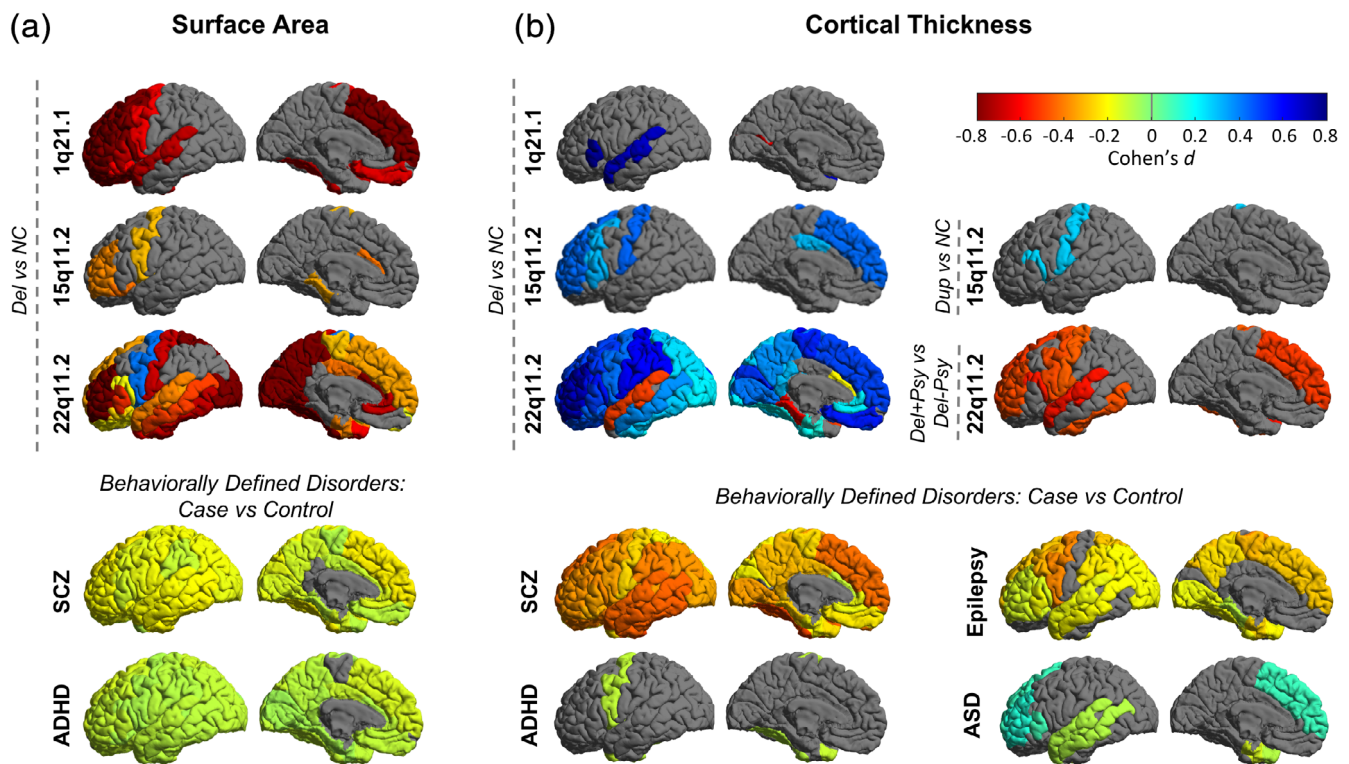 (a)
Surface Area
(b)
Cortical Thickness
Del vs NC
1q21.1
15q11.2
22q11.2
Del vs NC
1q21.1
15q11.2
22q11.2
-0.8 -0.6 -0.4 -0.2 0 0.2 0.4 0.6 0.8
Cohen's d
Dup vs NC
15q11.2
Del+Psy vs
Del-Psy
22q11.2
Behaviorally Defined Disorders:
Case vs Control
SCZ
ADHD
Behaviorally Defined Disorders: Case vs Control
SCZ
ADHD
Epilepsy
ASD